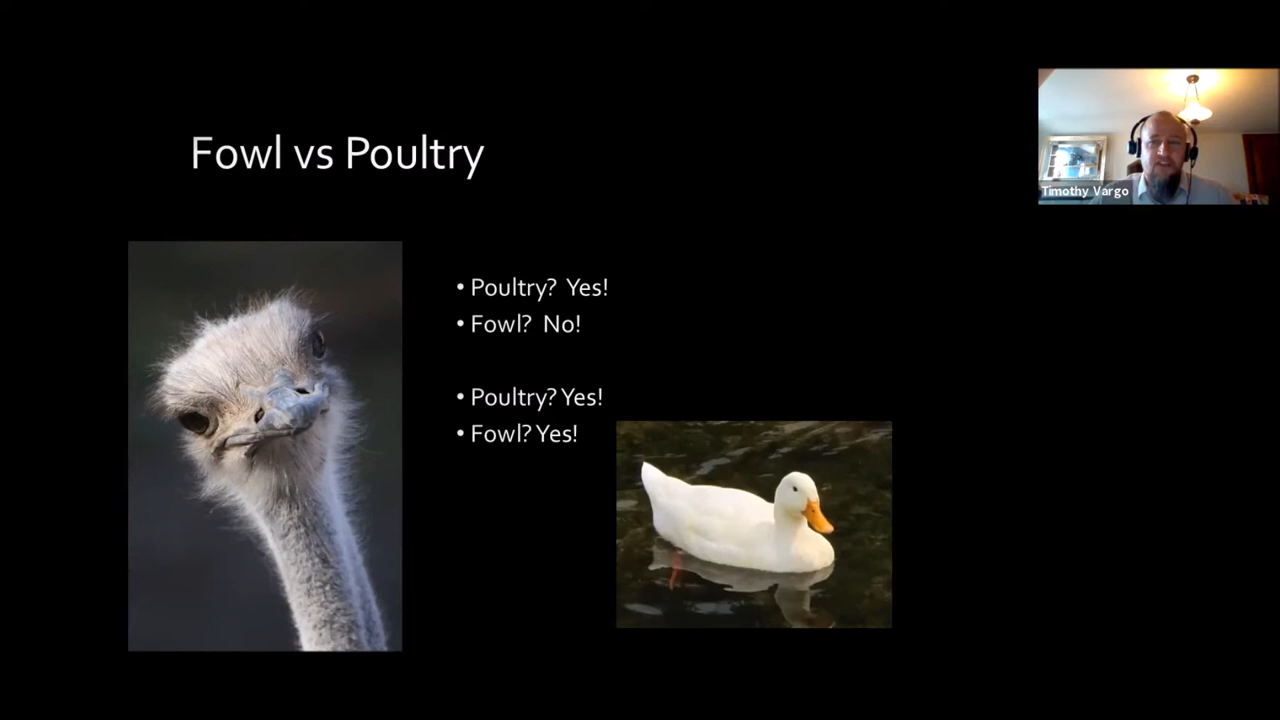 Fowl vs Poultry
Timothy Vargo
• Poultry?  Yes!
• Fowl?  No!
• Poultry? Yes!
• Fowl? Yes!